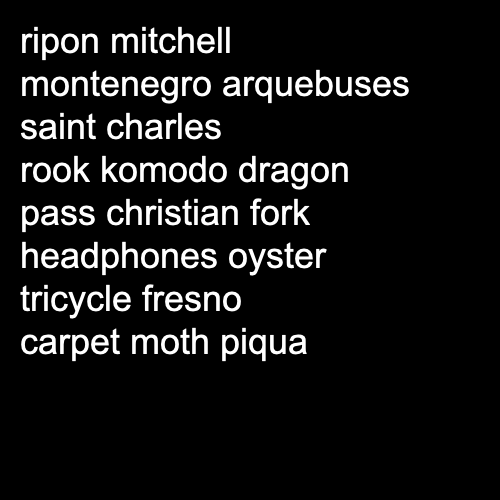 ripon mitchell
montenegro arquebuses
saint charles
rook komodo dragon
pass christian fork
headphones oyster
tricycle fresno
carpet moth piqua